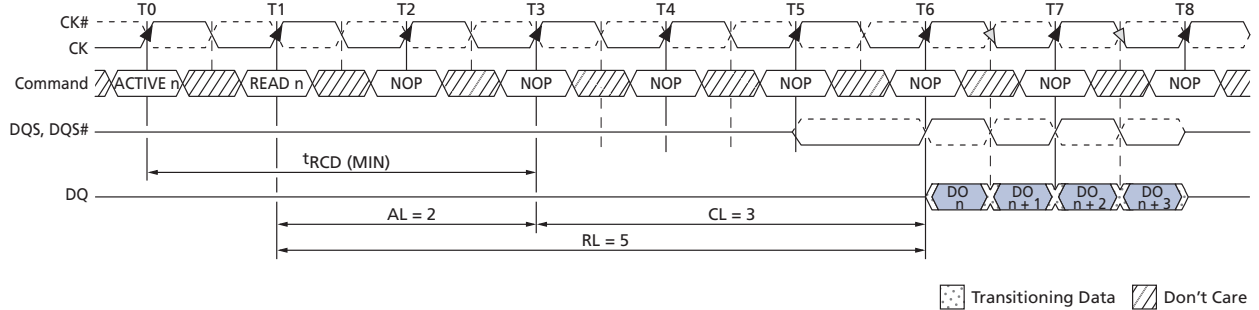 T0 T1 T2 T3 T4 T5 T6 T7 T8
CK#
CK
Command ACTIVE n READ n NOP NOP NOP NOP NOP NOP NOP
DQS, DQS#
tRCD (MIN)
DQ DO n DO n + 1 DO n + 2 DO n + 3
AL = 2 CL = 3
RL = 5
Transitioning Data Don't Care